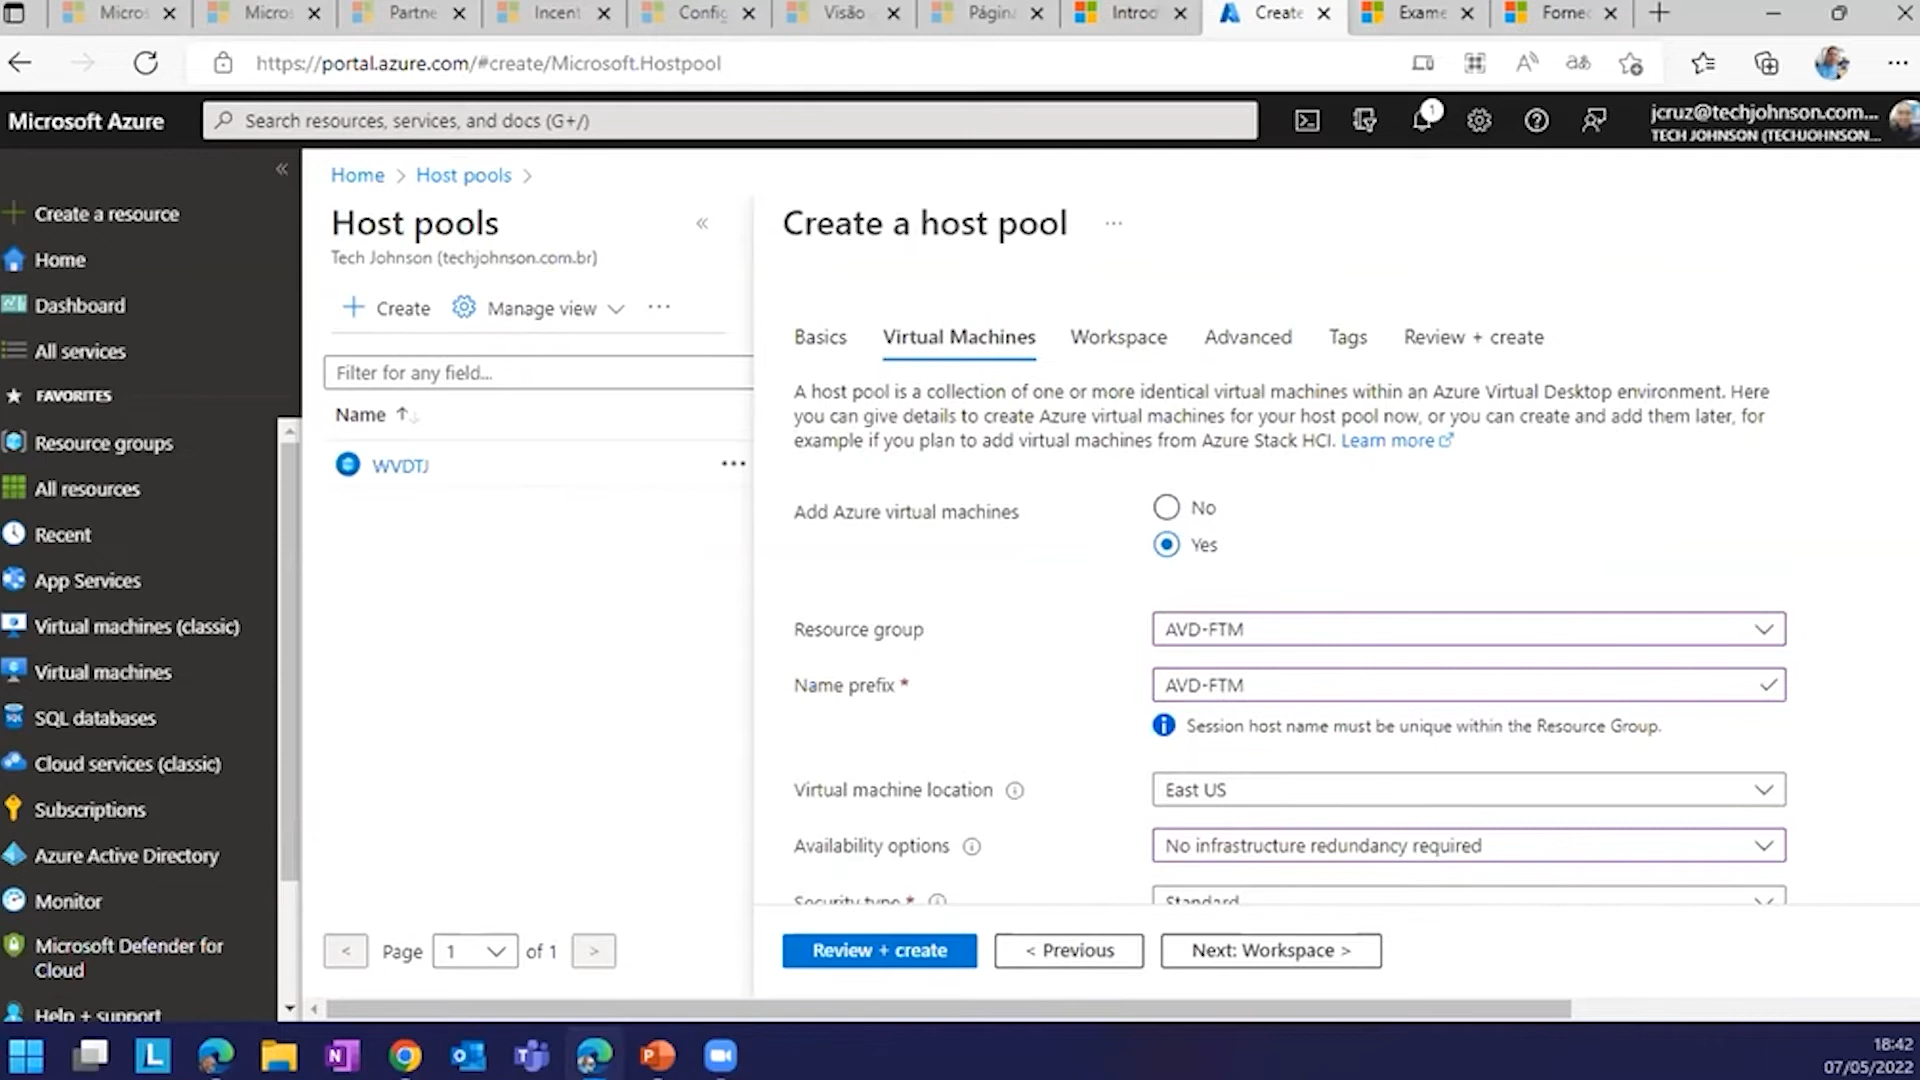 Micro:
Micro:
Partne
Incent
Config
Visão
Página
Introd
Create
Exame
Fornec
https://portal.azure.com/#create/Microsoft.Hostpool
Microsoft Azure
Search resources, services, and docs (G+/)
1
jcruz@techjohnson.com...
TECH JOHNSON (TECHJOHNSON...
Create a resource
Home
Dashboard
All services
FAVORITES
Resource groups
All resources
Recent
App Services
Virtual machines (classic)
Virtual machines
SQL databases
Cloud services (classic)
Subscriptions
Azure Active Directory
Monitor
Microsoft Defender for
Cloud
Help + support
Home > Host pools >
Host pools
Tech Johnson (techjohnson.com.br)
Create
Manage view
...
Filter for any field...
Name
WVDTJ
...
< Page 1 of 1 >
Create a host pool ...
Basics Virtual Machines Workspace Advanced Tags Review + create
A host pool is a collection of one or more identical virtual machines within an Azure Virtual Desktop environment. Here
you can give details to create Azure virtual machines for your host pool now, or you can create and add them later, for
example if you plan to add virtual machines from Azure Stack HCI. Learn more
Add Azure virtual machines
No
Yes
Resource group
AVD-FTM
Name prefix *
AVD-FTM
Session host name must be unique within the Resource Group.
Virtual machine location
East US
Availability options
No infrastructure redundancy required
Security type *
Standard
Review + create
< Previous
Next: Workspace >
18:42
07/05/2022